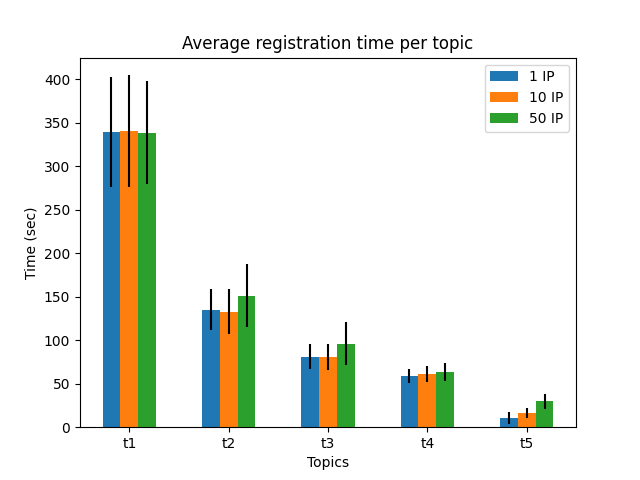 Average registration time per topic
1 IP
10 IP
50 IP
Time (sec)
400
350
300
250
200
150
100
50
0
t1 t2 t3 t4 t5
Topics